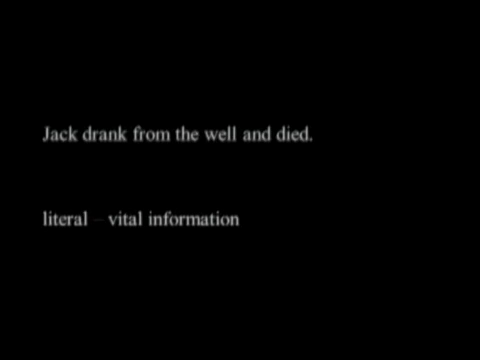 Jack drank from the well and died.
literal – vital information